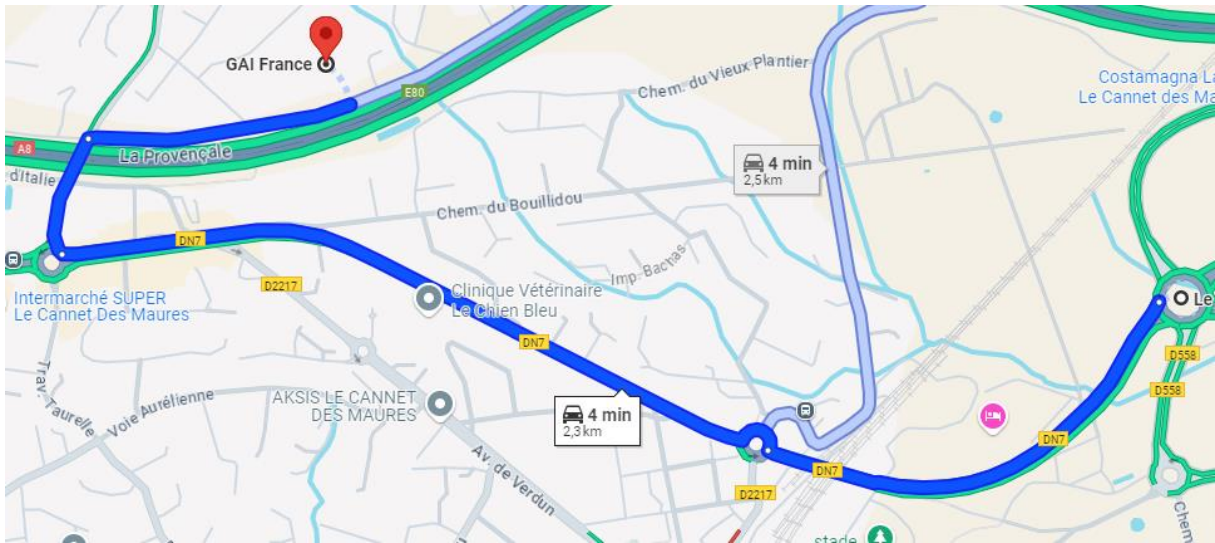 GAI France
E80
Chem. du Vieux Plantier
Costamagna La
Le Cannet des Ma
A8
La Provençale
4 min
2,5 km
d'Italie
Chem. du Bouillidou
DN7
Imp. Bachas
D2217
Clinique Vétérinaire
Le Chien Bleu
Intermarché SUPER
Le Cannet Des Maures
Le
DN7
D558
D558
Trav. Taurelle
Voie Aurélienne
AKSIS LE CANNET
DES MAURES
4 min
2,3 km
Av. de Verdun
DN7
DN7
D2217
Chem
stade